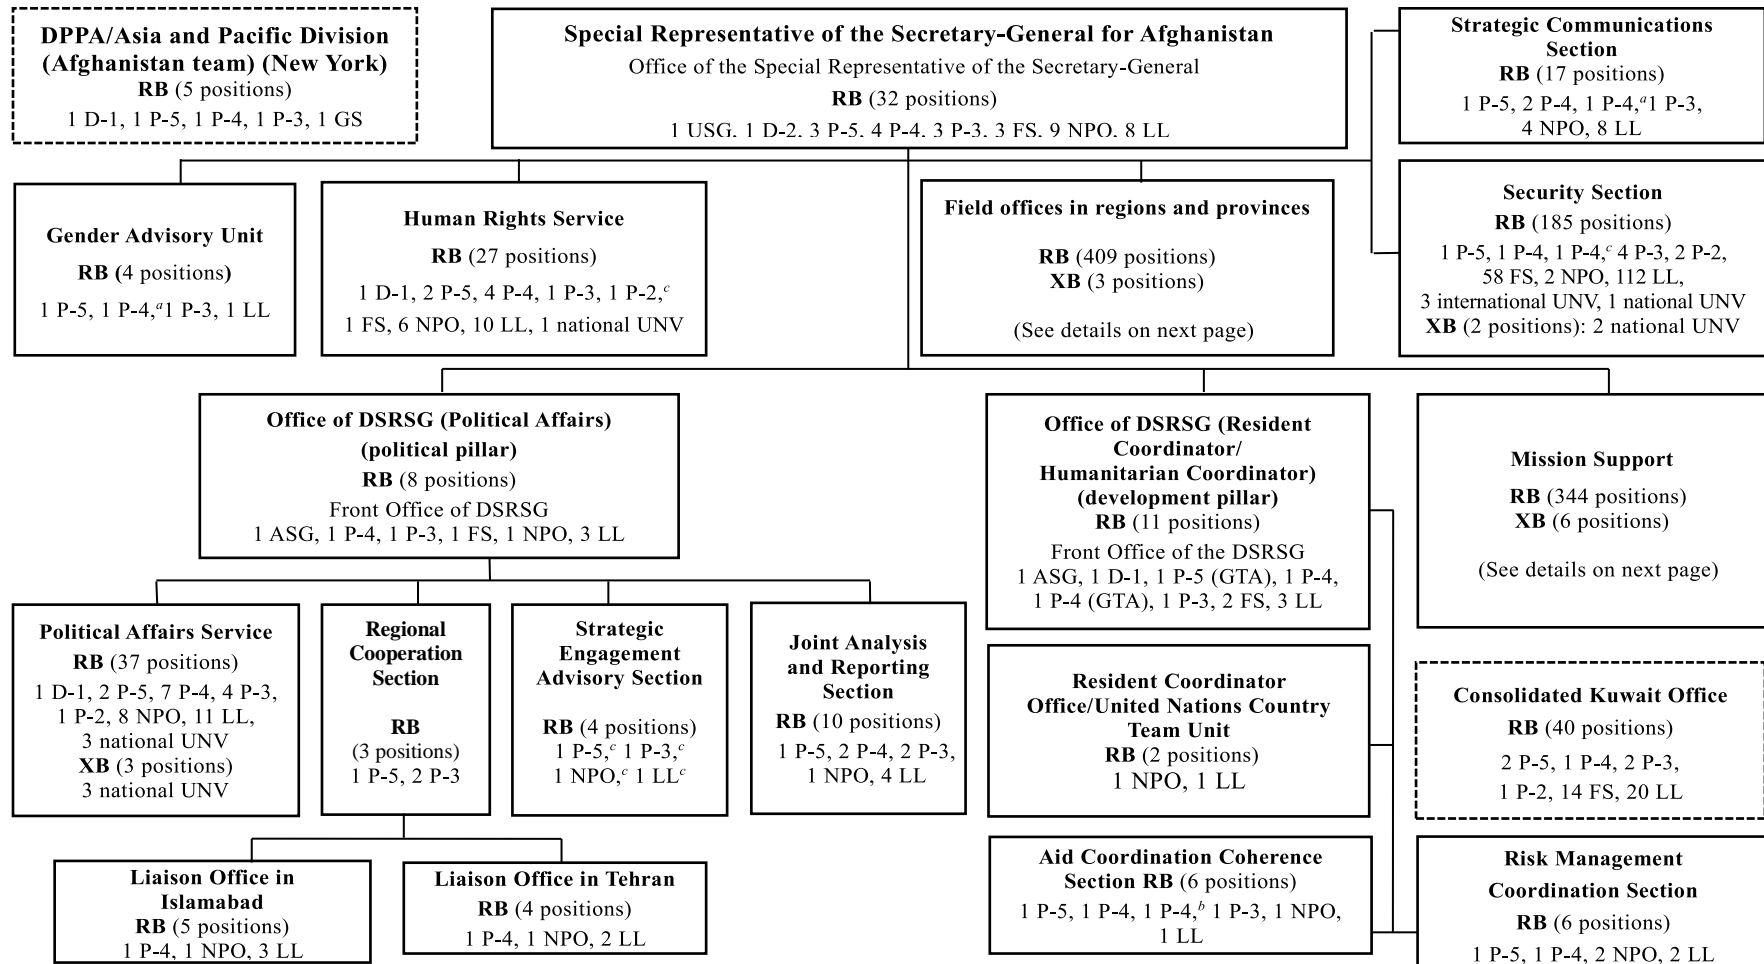 DPPA/Asia and Pacific Division
(Afghanistan team) (New York)
RB (5 positions)
1 D-1, 1 P-5, 1 P-4, 1 P-3, 1 GS
Special Representative of the Secretary-General for Afghanistan
Office of the Special Representative of the Secretary-General
RB (32 positions)
1 USG, 1 D-2, 3 P-5, 4 P-4, 3 P-3, 3 FS, 9 NPO, 8 LL
Strategic Communications
Section
RB (17 positions)
1 P-5, 2 P-4, 1 P-4,ᵃ1 P-3,
4 NPO, 8 LL
Gender Advisory Unit
RB (4 positions)
1 P-5, 1 P-4,ᵃ1 P-3, 1 LL
Human Rights Service
RB (27 positions)
1 D-1, 2 P-5, 4 P-4, 1 P-3, 1 P-2,ᶜ
1 FS, 6 NPO, 10 LL, 1 national UNV
Field offices in regions and provinces
RB (409 positions)
XB (3 positions)
(See details on next page)
Security Section
RB (185 positions)
1 P-5, 1 P-4, 1 P-4,ᶜ 4 P-3, 2 P-2,
58 FS, 2 NPO, 112 LL,
3 international UNV, 1 national UNV
XB (2 positions): 2 national UNV
Office of DSRSG (Political Affairs)
(political pillar)
RB (8 positions)
Front Office of DSRSG
1 ASG, 1 P-4, 1 P-3, 1 FS, 1 NPO, 3 LL
Office of DSRSG (Resident
Coordinator/
Humanitarian Coordinator)
(development pillar)
RB (11 positions)
Front Office of the DSRSG
1 ASG, 1 D-1, 1 P-5 (GTA), 1 P-4,
1 P-4 (GTA), 1 P-3, 2 FS, 3 LL
Mission Support
RB (344 positions)
XB (6 positions)
(See details on next page)
Political Affairs Service
RB (37 positions)
1 D-1, 2 P-5, 7 P-4, 4 P-3,
1 P-2, 8 NPO, 11 LL,
3 national UNV
XB (3 positions)
3 national UNV
Regional
Cooperation
Section
RB
(3 positions)
1 P-5, 2 P-3
Strategic
Engagement
Advisory Section
RB (4 positions)
1 P-5,ᶜ 1 P-3,ᶜ
1 NPO,ᶜ 1 LLᶜ
Joint Analysis
and Reporting
Section
RB (10 positions)
1 P-5, 2 P-4, 2 P-3,
1 NPO, 4 LL
Resident Coordinator
Office/United Nations Country
Team Unit
RB (2 positions)
1 NPO, 1 LL
Consolidated Kuwait Office
RB (40 positions)
2 P-5, 1 P-4, 2 P-3,
1 P-2, 14 FS, 20 LL
Liaison Office in
Islamabad
RB (5 positions)
1 P-4, 1 NPO, 3 LL
Liaison Office in Tehran
RB (4 positions)
1 P-4, 1 NPO, 2 LL
Aid Coordination Coherence
Section RB (6 positions)
1 P-5, 1 P-4, 1 P-4,ᵇ 1 P-3, 1 NPO,
1 LL
Risk Management
Coordination Section
RB (6 positions)
1 P-5, 1 P-4, 2 NPO, 2 LL